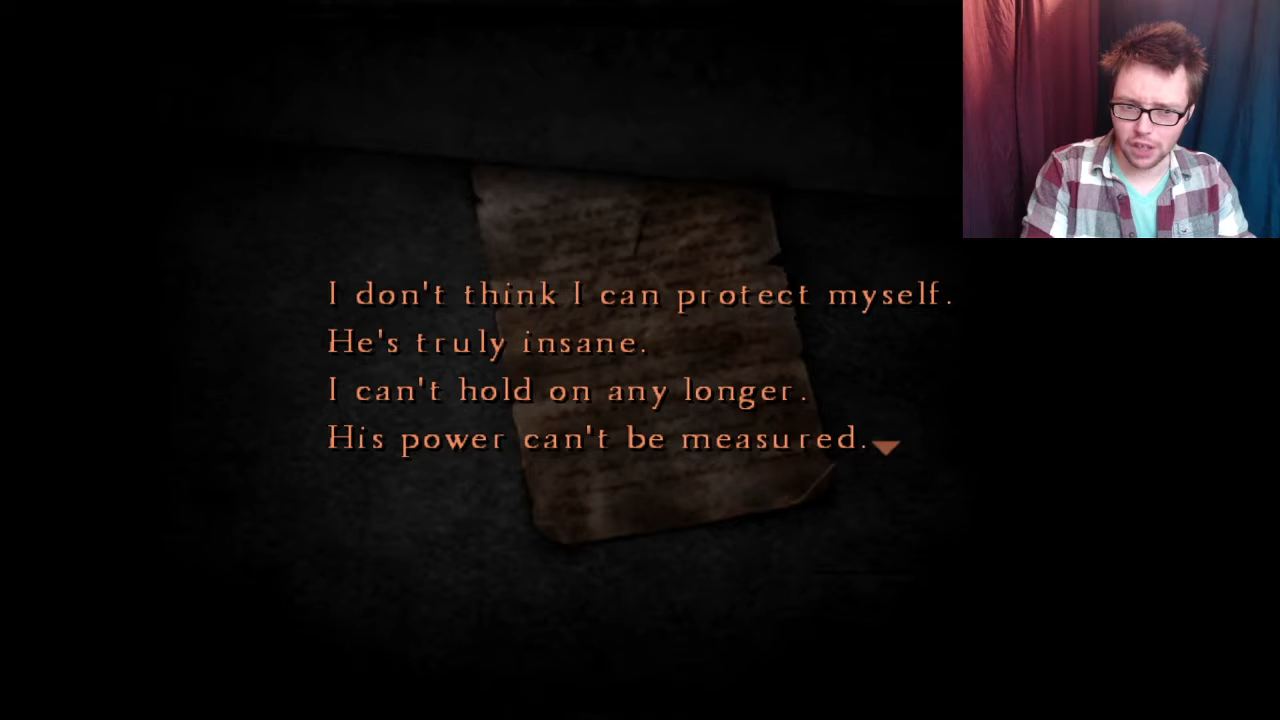 I don't think I can protect myself.
He's truly insane.
I can't hold on any longer.
His power can't be measured.